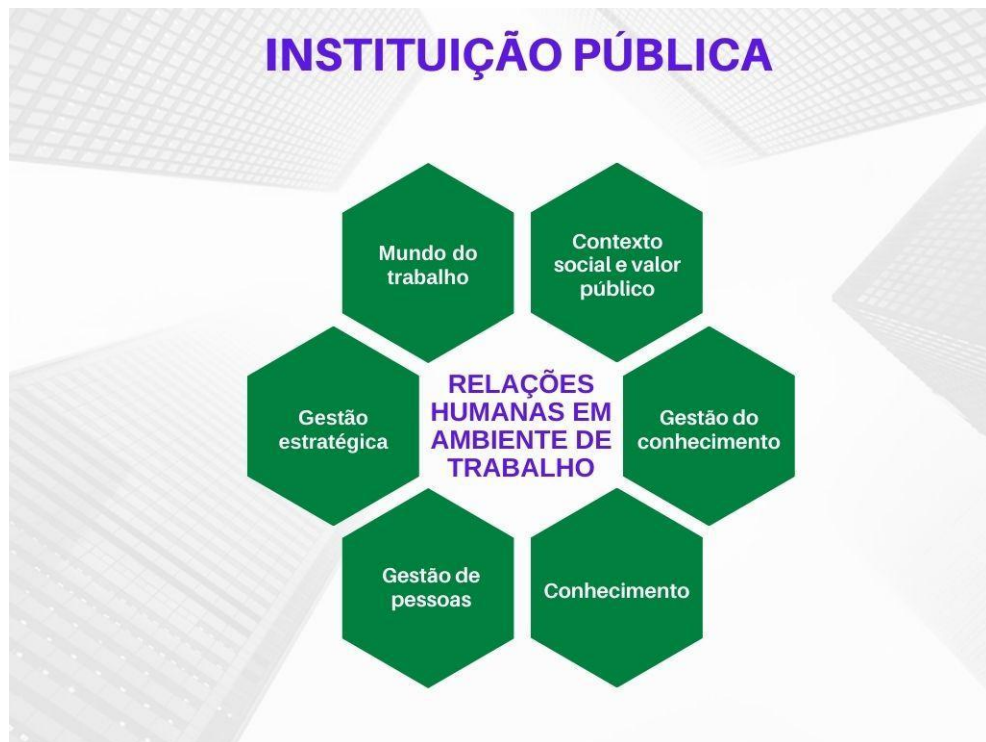 INSTITUIÇÃO PÚBLICA
Mundo do
trabalho
Contexto
social e valor
público
Gestão
estratégica
RELAÇÕES
HUMANAS EM
AMBIENTE DE
TRABALHO
Gestão do
conhecimento
Gestão de
pessoas
Conhecimento